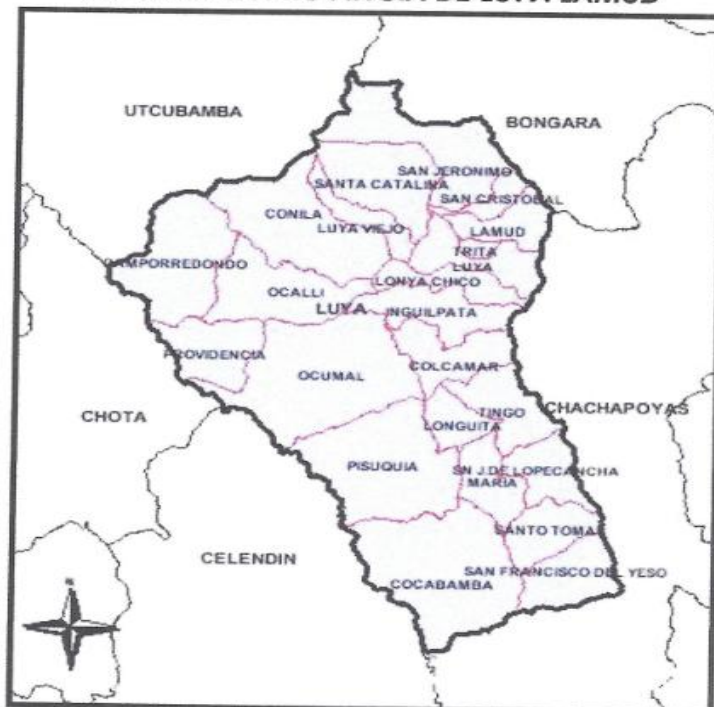 UTCUBAMBA
BONGARA
SAN JERONIMO
SANTA CATALINA
SAN CRISTOBAL
CONILA
LUYA VIEJO
LAMUD
TRITA
LUYA
CAMPORREDONDO
LONYA CHICO
OCALLI
LUYA
INGUILPATA
PROVIDENCIA
COLCAMAR
OCUMAL
CHOTA
TINGO
CHACHAPOYAS
LONGUITA
PISUQUIA
SN J.DE LOPECANCHA
MARIA
SANTO TOMAS
CELENDIN
SAN FRANCISCO DEL YESO
COCABAMBA
N